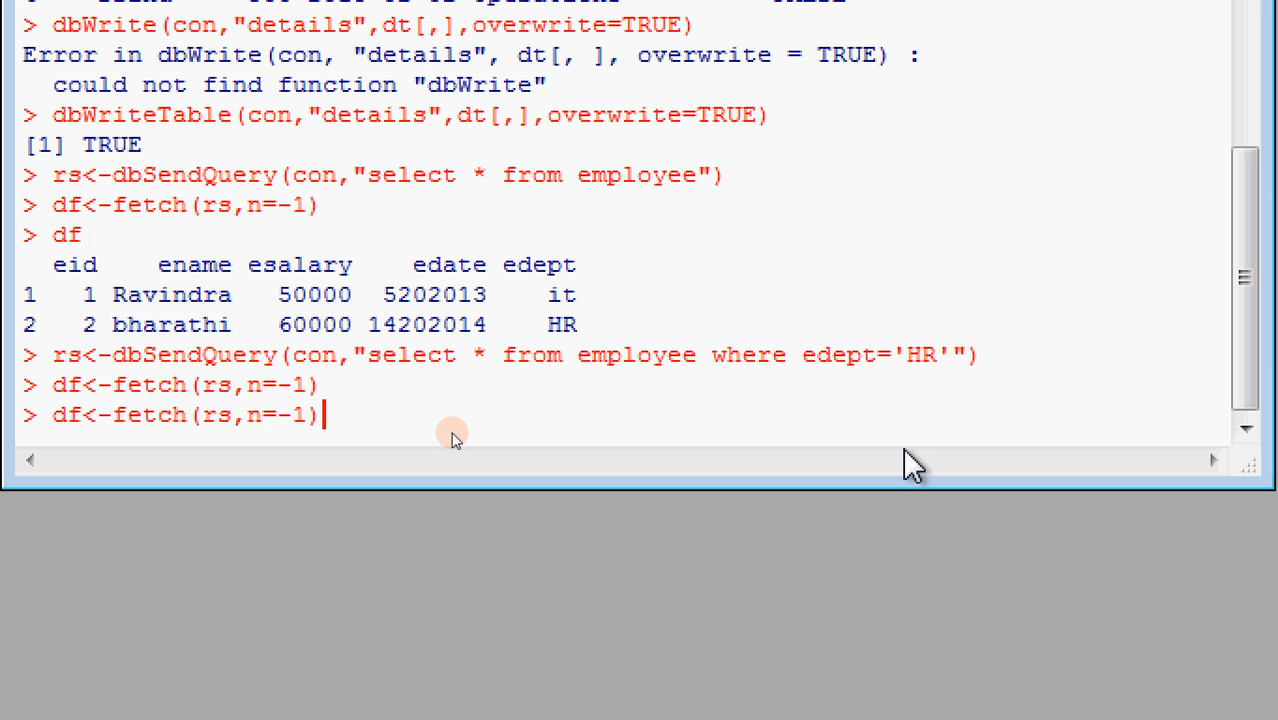 > dbWrite(con,"details",dt[,],overwrite=TRUE)
Error in dbWrite(con, "details", dt[, ], overwrite = TRUE) :
  could not find function "dbWrite"
> dbWriteTable(con,"details",dt[,],overwrite=TRUE)
[1] TRUE
> rs<-dbSendQuery(con,"select * from employee")
> df<-fetch(rs,n=-1)
> df
  eid    ename esalary    edate edept
1   1 Ravindra   50000  5202013    it
2   2 bharathi   60000 14202014    HR
> rs<-dbSendQuery(con,"select * from employee where edept='HR'")
> df<-fetch(rs,n=-1)
> df<-fetch(rs,n=-1)